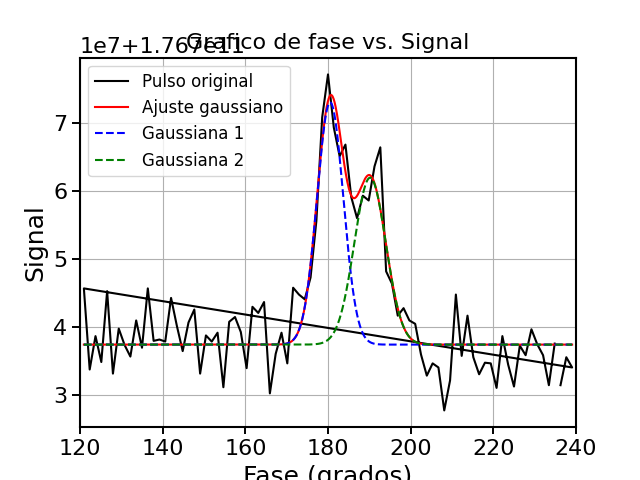 1e7+1.767e11
Grafico de fase vs. Signal
Pulso original
Ajuste gaussiano
Gaussiana 1
Gaussiana 2
7
6
5
4
3
Signal
120 140 160 180 200 220 240
Fase (grados)